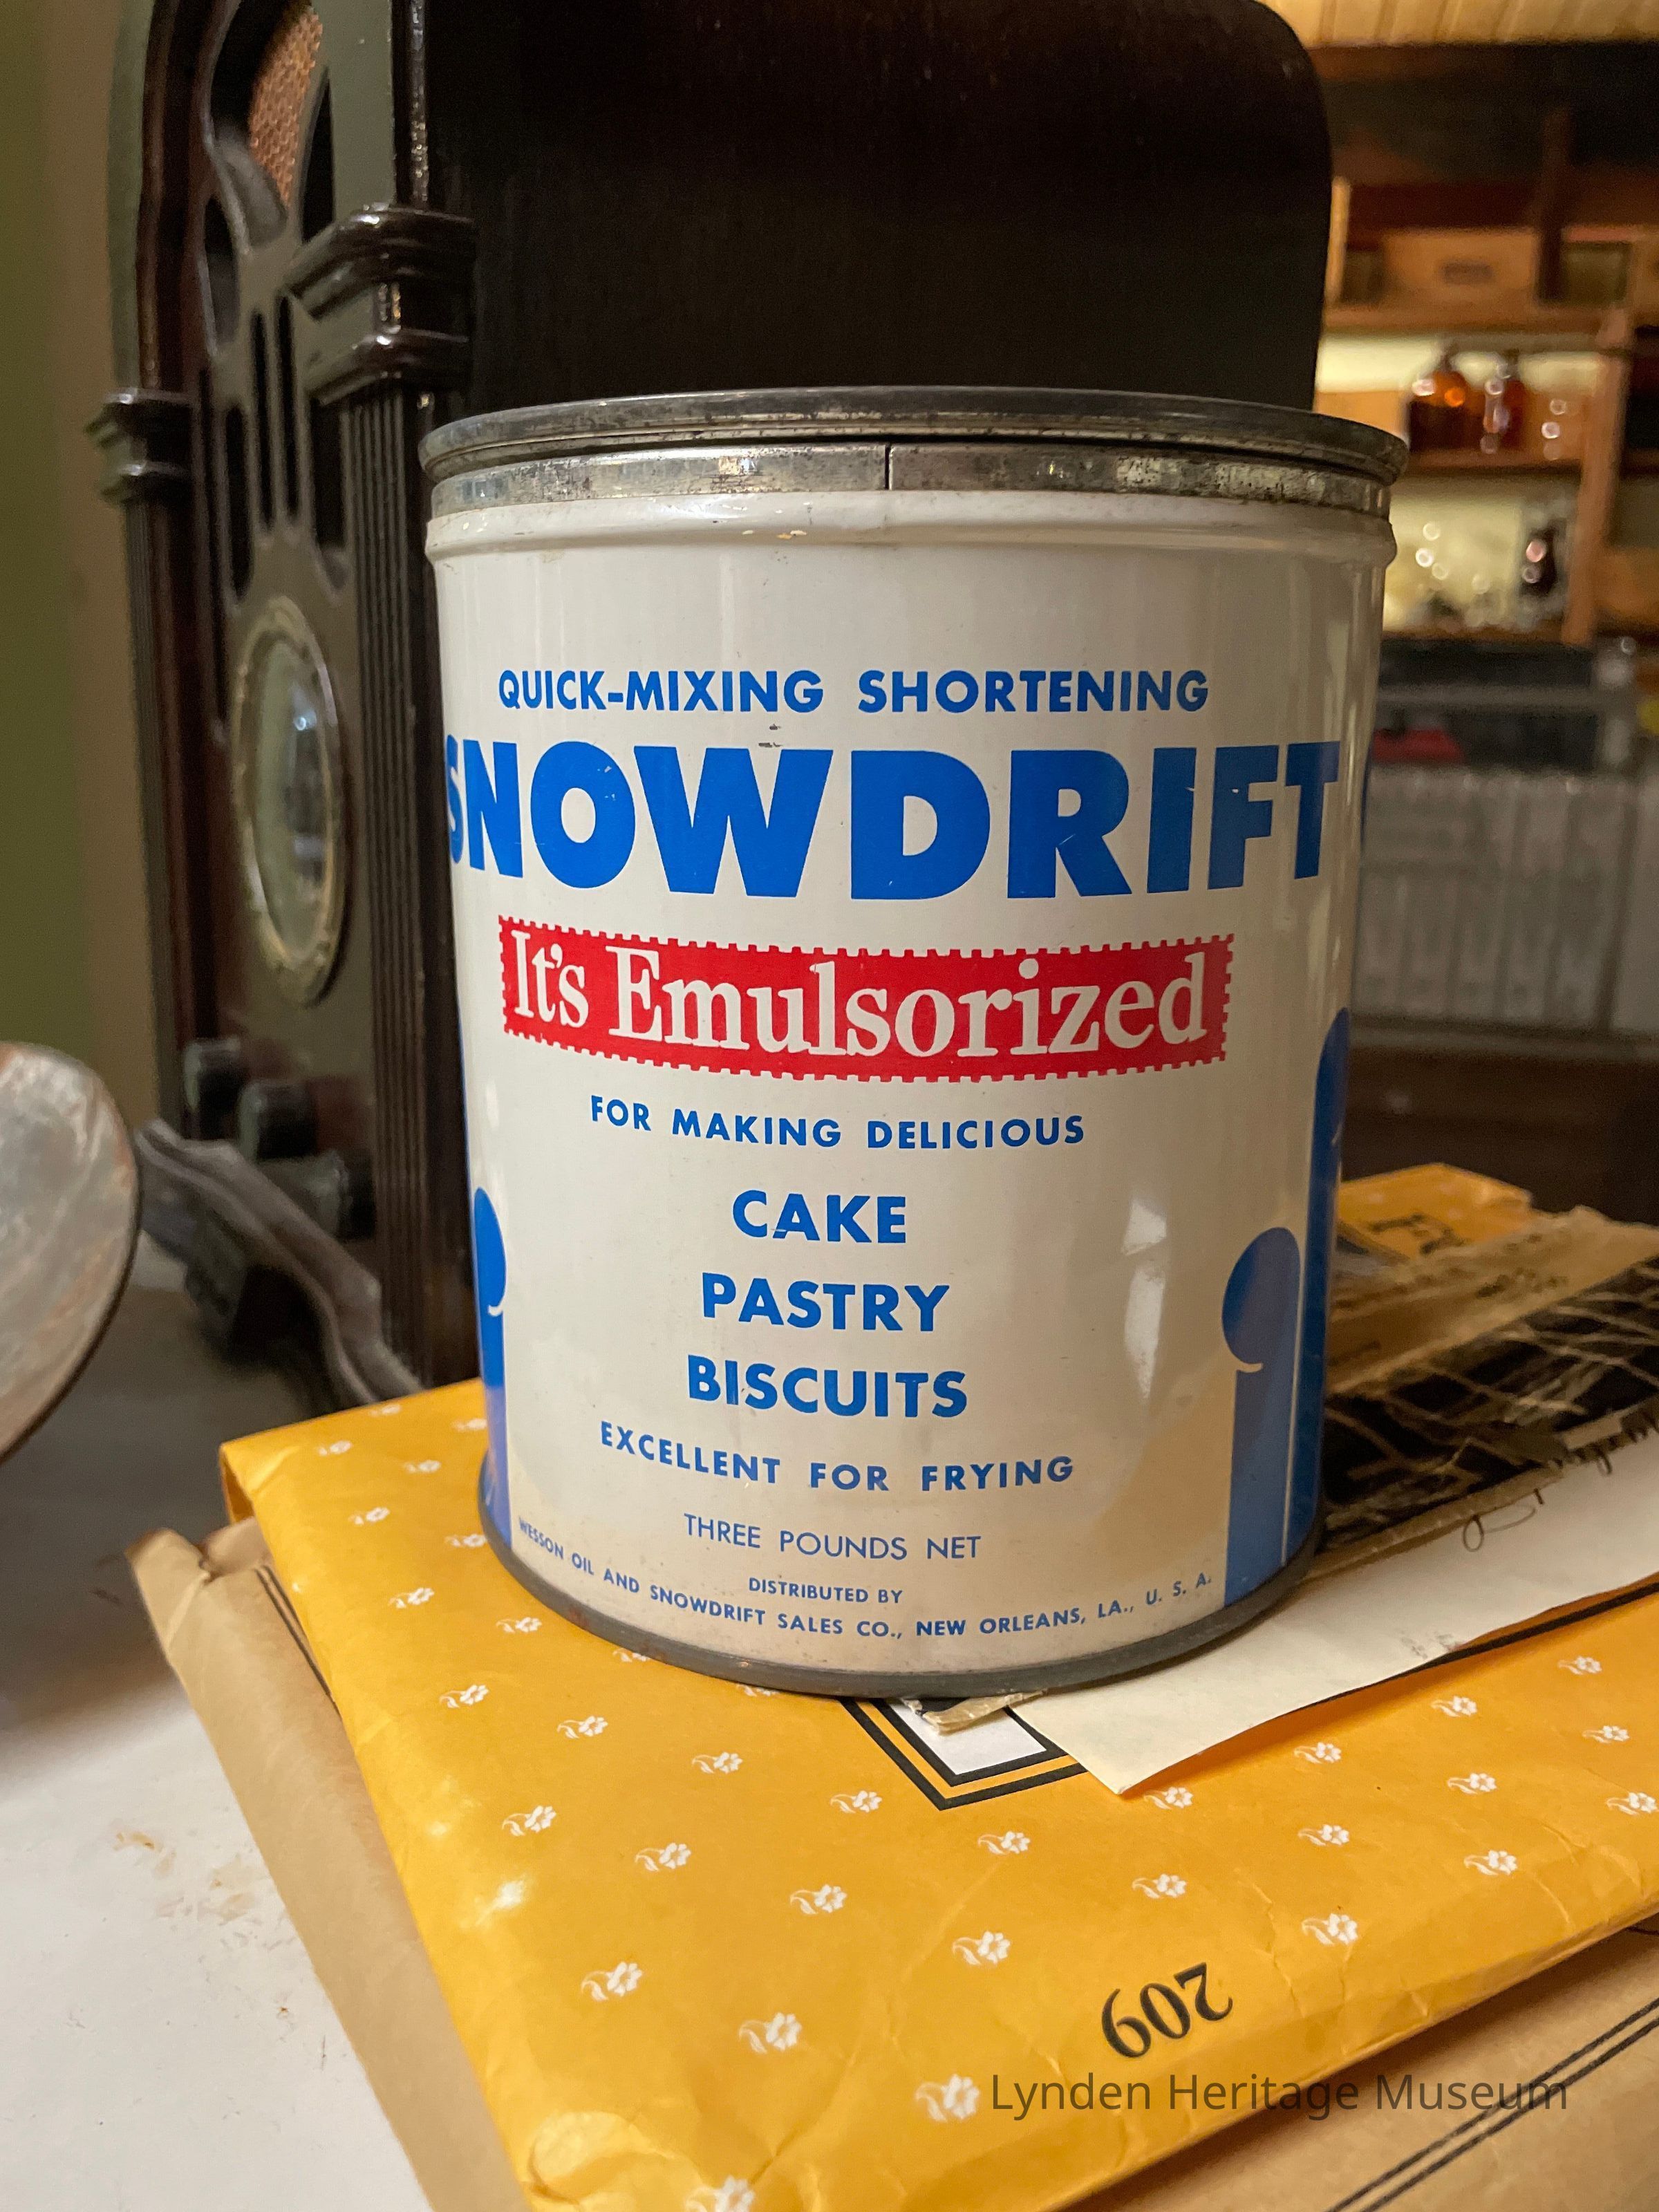 QUICK-MIXING SHORTENING
SNOWDRIFT
It's Emulsorized
FOR MAKING DELICIOUS
CAKE
PASTRY
BISCUITS
EXCELLENT FOR FRYING
THREE POUNDS NET
DISTRIBUTED BY
WESSON OIL AND SNOWDRIFT SALES CO., NEW ORLEANS, LA., U. S. A.
209
Lynden Heritage Museum